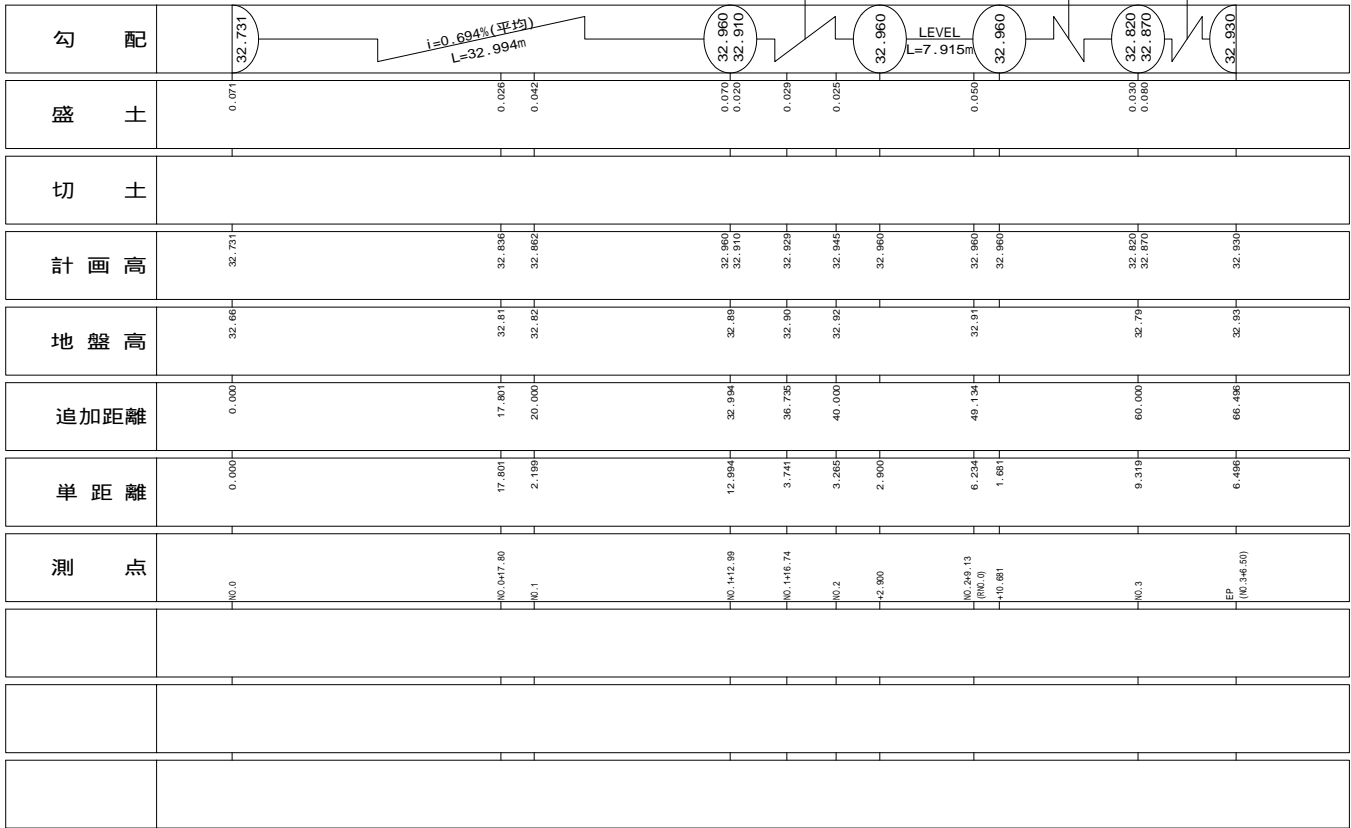 勾 配
32.731
i=0.694%(平均)
L=32.994m
32.960
32.910
32.960
LEVEL
L=7.915m
32.960
32.820
32.870
32.930
盛 土
0.071
0.026
0.042
0.070
0.020
0.029
0.025
0.050
0.030
0.080
切 土
計 画 高
32.731
32.836
32.862
32.960
32.910
32.929
32.945
32.960
32.960
32.960
32.820
32.870
32.930
地 盤 高
32.66
32.81
32.82
32.89
32.90
32.92
32.91
32.79
32.93
追加距離
0.000
17.801
20.000
32.994
36.735
40.000
49.134
60.000
66.496
単 距 離
0.000
17.801
2.199
12.994
3.741
3.265
2.900
6.234
1.681
9.319
6.496
測 点
NO.0
NO.0+17.80
NO.1
NO.1+12.99
NO.1+16.74
NO.2
+2.900
NO.2+9.13
(RNO.0)
+10.681
NO.3
EP
(NO.3+6.50)